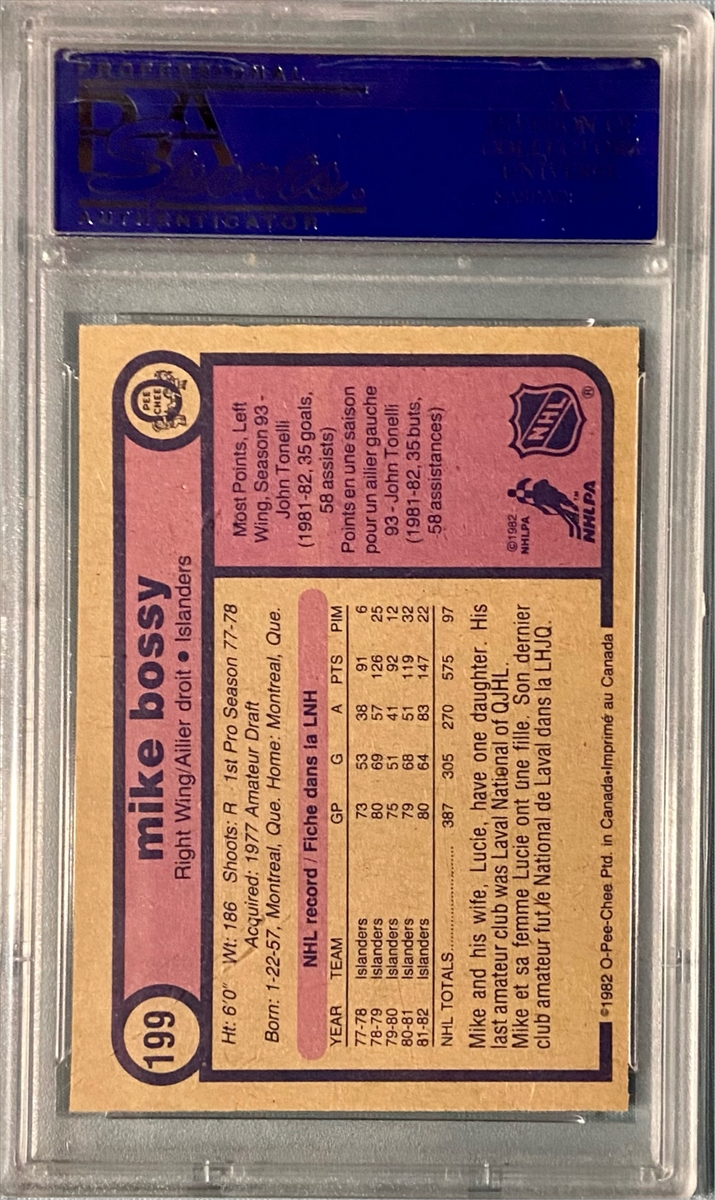 PROFESSIONAL
PSA
Sports
AUTHENTICATOR
A
DIVISION OF
COLLECTORS
UNIVERSE
199
mike bossy
Right Wing/Ailier droit • Islanders
O
PEE
CHEE
Ht: 6'0" Wt: 186 Shoots: R 1st Pro Season 77-78
Acquired: 1977 Amateur Draft
Born: 1-22-57, Montreal, Que. Home: Montreal, Que.
NHL record / Fiche dans la LNH
YEAR TEAM GP G A PTS PIM
77-78 Islanders 73 53 38 91 6
78-79 Islanders 80 69 57 126 25
79-80 Islanders 75 51 41 92 12
80-81 Islanders 79 68 51 119 32
81-82 Islanders 80 64 83 147 22
NHL TOTALS 387 305 270 575 97
Mike and his wife, Lucie, have one daughter. His
last amateur club was Laval National of QJHL.
Mike et sa femme Lucie ont une fille. Son dernier
club amateur fut le National de Laval dans la LHJQ.
Most Points, Left
Wing, Season 93 -
John Tonelli
(1981-82, 35 goals,
58 assists)
Points en une saison
pour un ailier gauche
93 - John Tonelli
(1981-82, 35 buts,
58 assistances)
©1982
NHLPA
NHLPA™
NHL®
©1982 O-Pee-Chee Ptd. in Canada•Imprimé au Canada